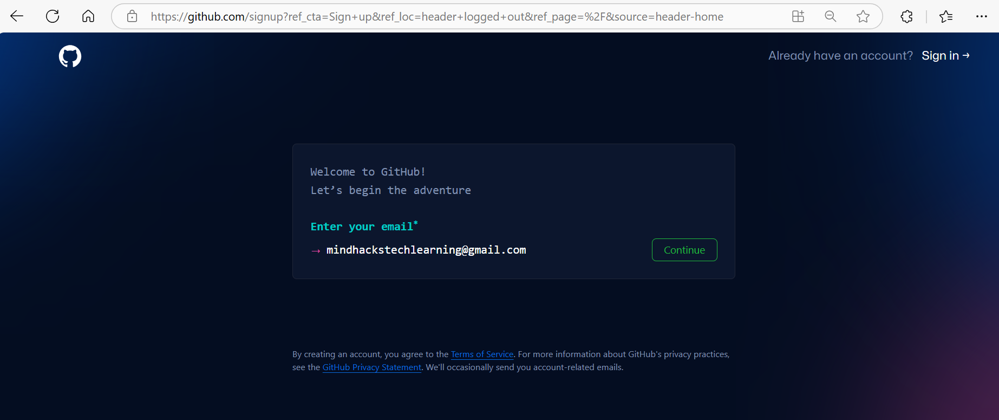 https://github.com/signup?ref_cta=Sign+up&ref_loc=header+logged+out&ref_page=%2F&source=header-home
Already have an account? Sign in →
Welcome to GitHub!
Let’s begin the adventure
Enter your email*
→ mindhackstechlearning@gmail.com
Continue
By creating an account, you agree to the Terms of Service. For more information about GitHub's privacy practices,
see the GitHub Privacy Statement. We'll occasionally send you account-related emails.